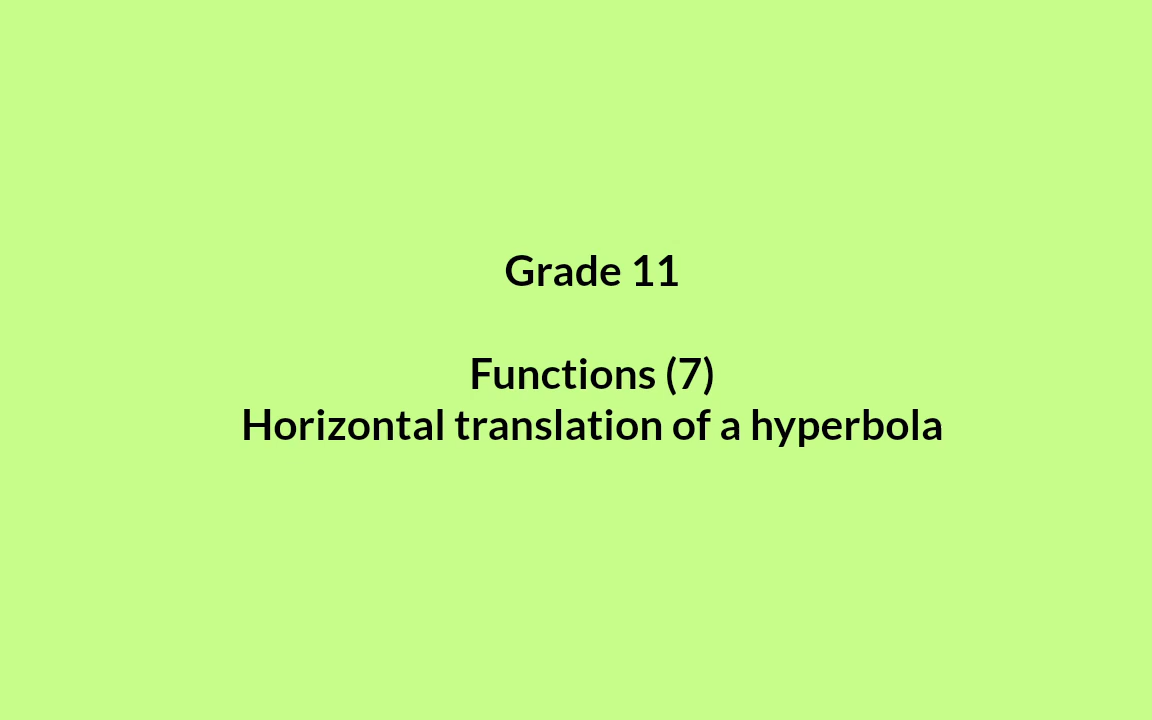 Grade 11
Functions (7)
Horizontal translation of a hyperbola